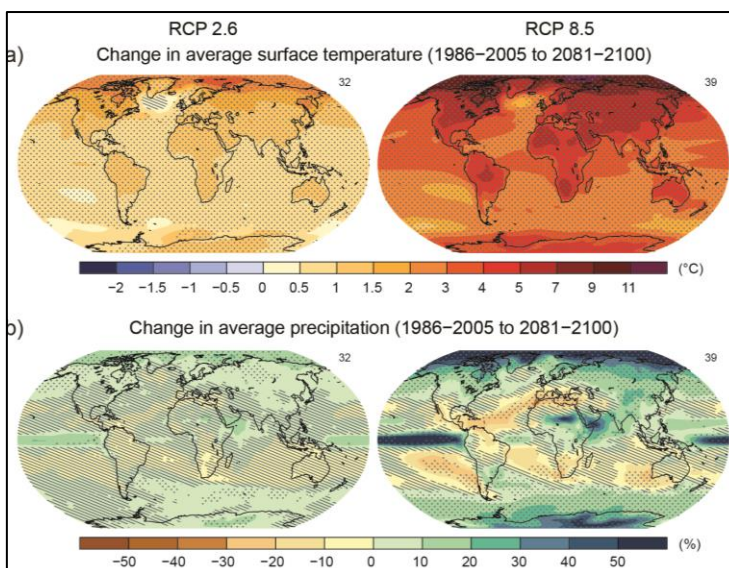 RCP 2.6 RCP 8.5
a) Change in average surface temperature (1986−2005 to 2081−2100)
32 39
(°C)
−2 −1.5 −1 −0.5 0 0.5 1 1.5 2 3 4 5 7 9 11
b) Change in average precipitation (1986−2005 to 2081−2100)
32 39
(%)
−50 −40 −30 −20 −10 0 10 20 30 40 50